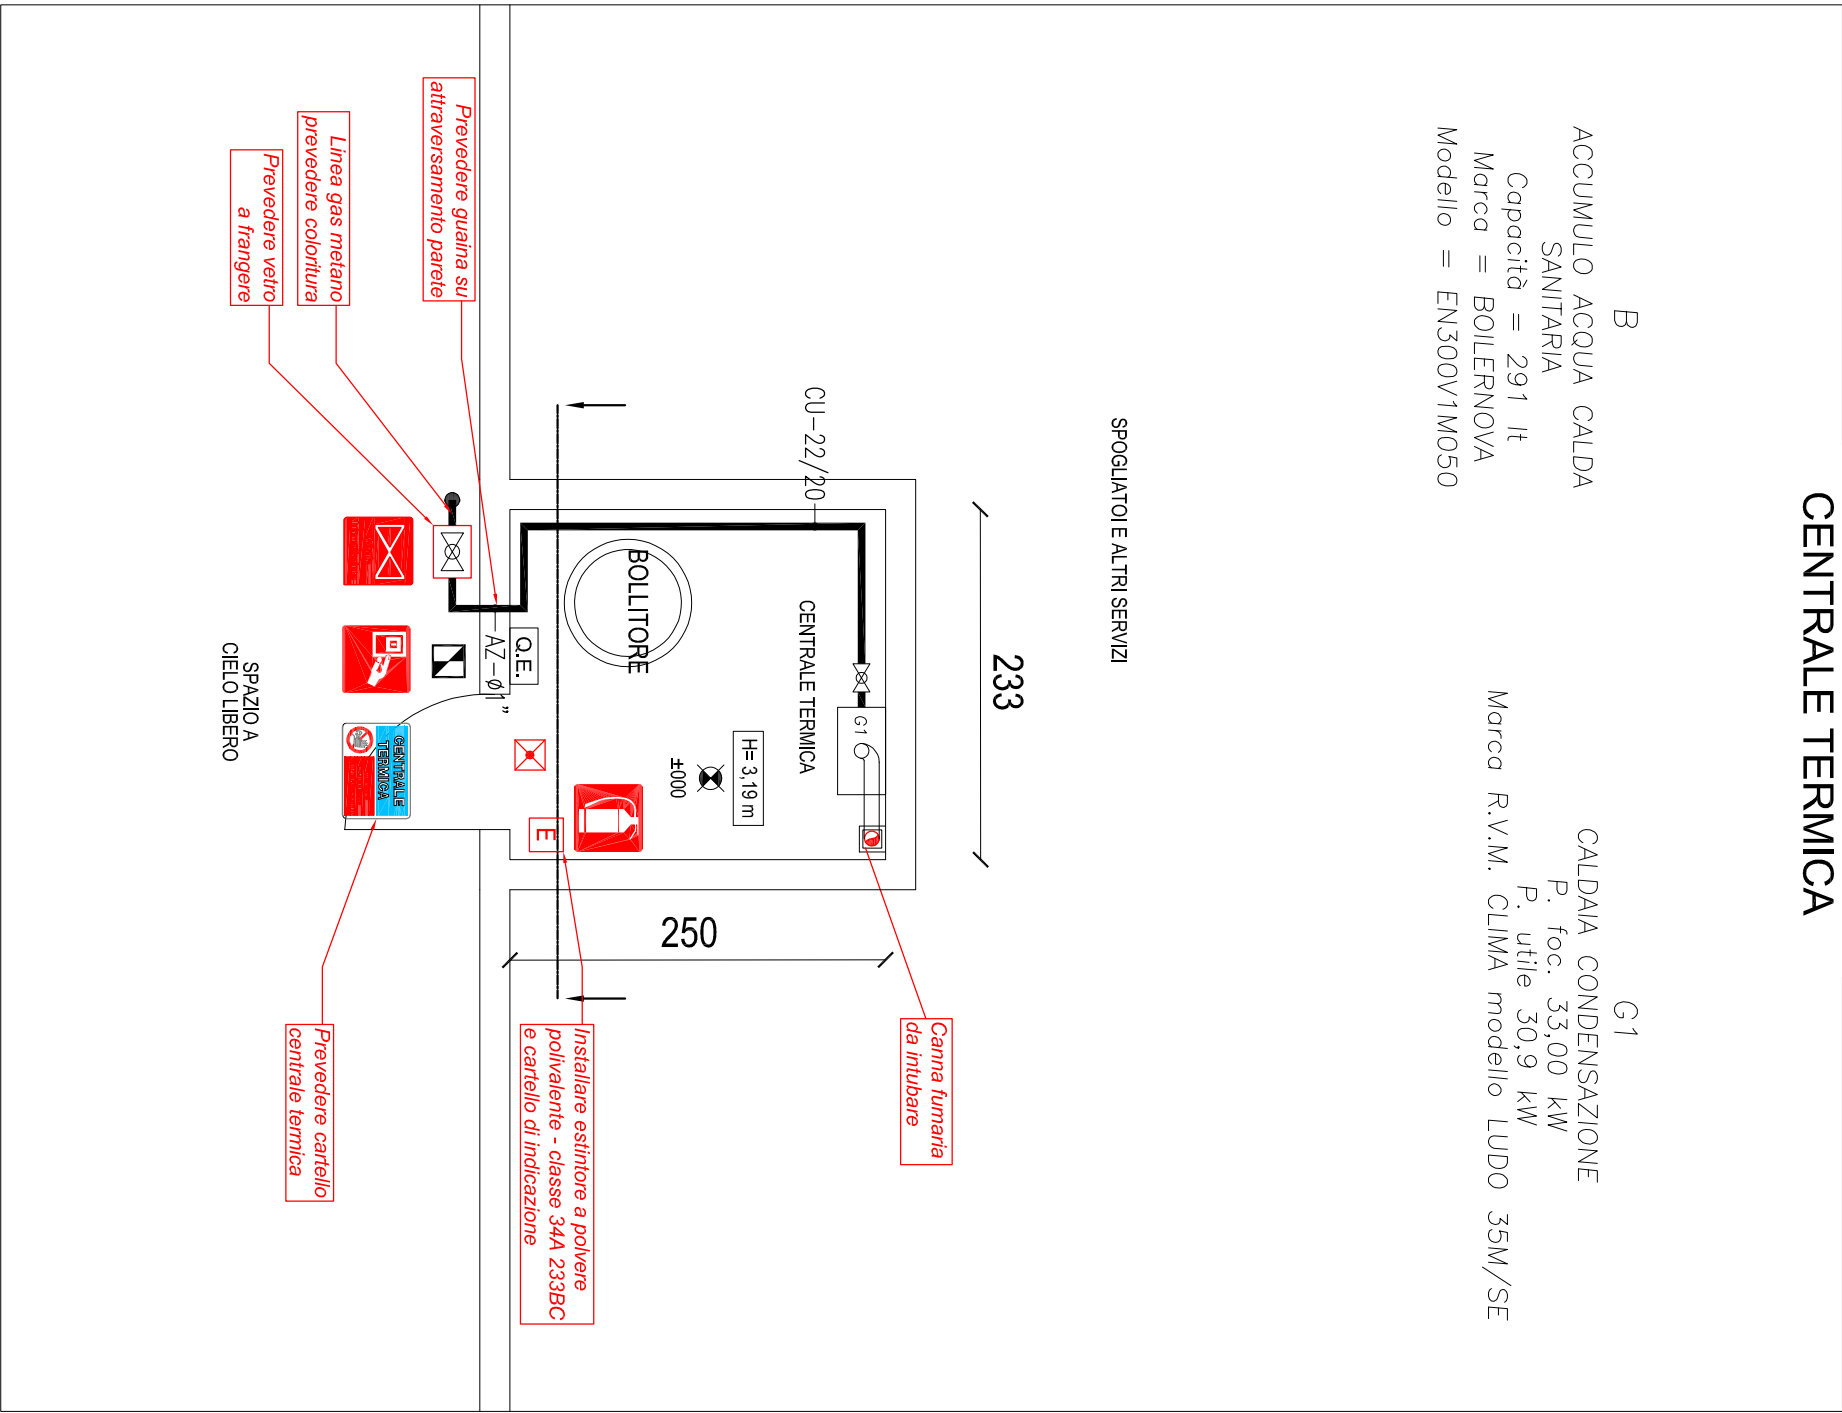 CENTRALE TERMICA
B
ACCUMULO ACQUA CALDA
SANITARIA
Capacità = 291 lt
Marca = BOILERNOVA
Modello = EN300V1M050
G1
CALDAIA CONDENSAZIONE
P. foc. 33,00 kW
P. utile 30,9 kW
Marca R.V.M. CLIMA modello LUDO 35M/SE
SPOGLIATOI E ALTRI SERVIZI
233
Canna fumaria
da intubare
G1
CU-22/20
CENTRALE TERMICA
H= 3,19 m
±000
250
BOLLITORE
Installare estintore a polvere
polivalente - classe 34A 233BC
e cartello di indicazione
E
Q.E.
AZ-Ø1"
Prevedere guaina su
attraversamento parete
CENTRALE
TERMICA
Linea gas metano
prevedere coloritura
Prevedere cartello
centrale termica
Prevedere vetro
a frangere
SPAZIO A
CIELO LIBERO